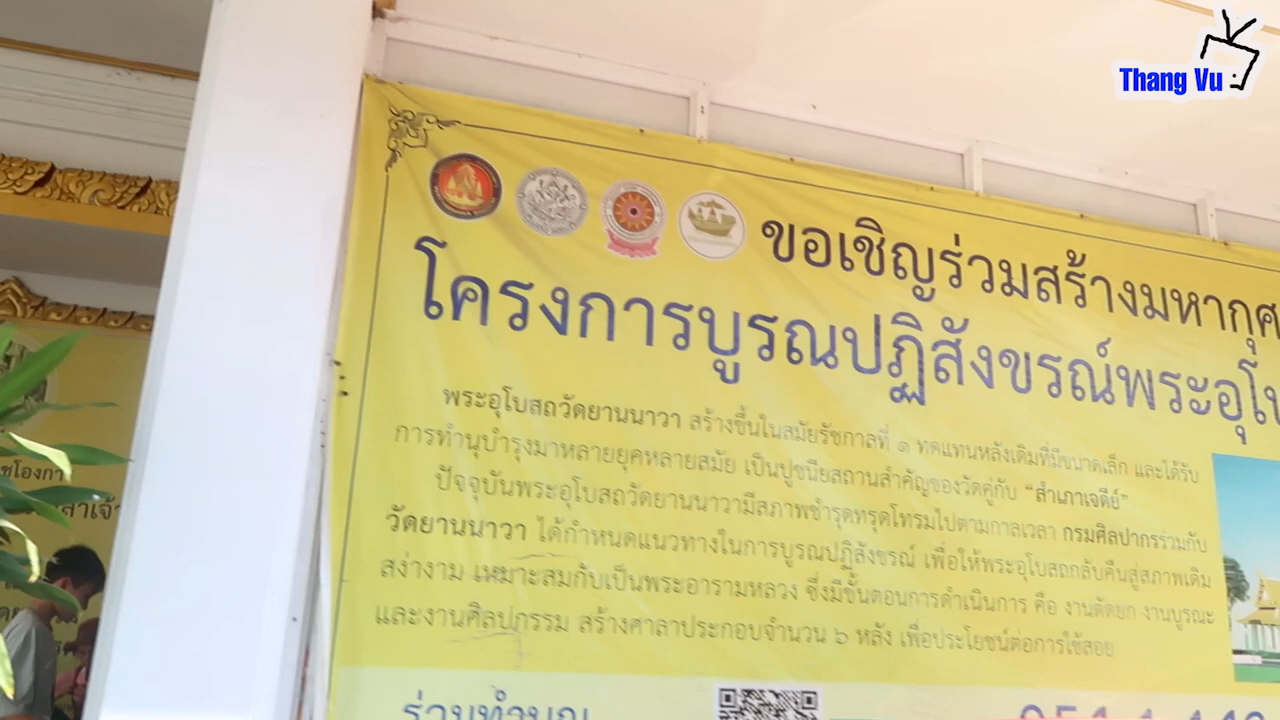 Thang Vu
ขอเชิญร่วมสร้างมหากุศ
โครงการบูรณปฏิสังขรณ์พระอุโบ
พระอุโบสถวัดยานนาวา สร้างขึ้นในสมัยรัชกาลที่ ๑ ทดแทนหลังเดิมที่มีขนาดเล็ก และได้รับ
การทำนุบำรุงมาหลายยุคหลายสมัย เป็นปูชนียสถานสำคัญของวัดคู่กับ “สำเภาเจดีย์”
ปัจจุบันพระอุโบสถวัดยานนาวามีสภาพชำรุดทรุดโทรมไปตามกาลเวลา กรมศิลปากรร่วมกับ
วัดยานนาวา ได้กำหนดแนวทางในการบูรณปฏิสังขรณ์ เพื่อให้พระอุโบสถกลับคืนสู่สภาพเดิม
สง่างาม เหมาะสมกับเป็นพระอารามหลวง ซึ่งมีขั้นตอนการดำเนินการ คือ งานดีดยก งานบูรณะ
และงานศิลปกรรม สร้างศาลาประกอบจำนวน ๖ หลัง เพื่อประโยชน์ต่อการใช้สอย
ร่วมทำบุญ